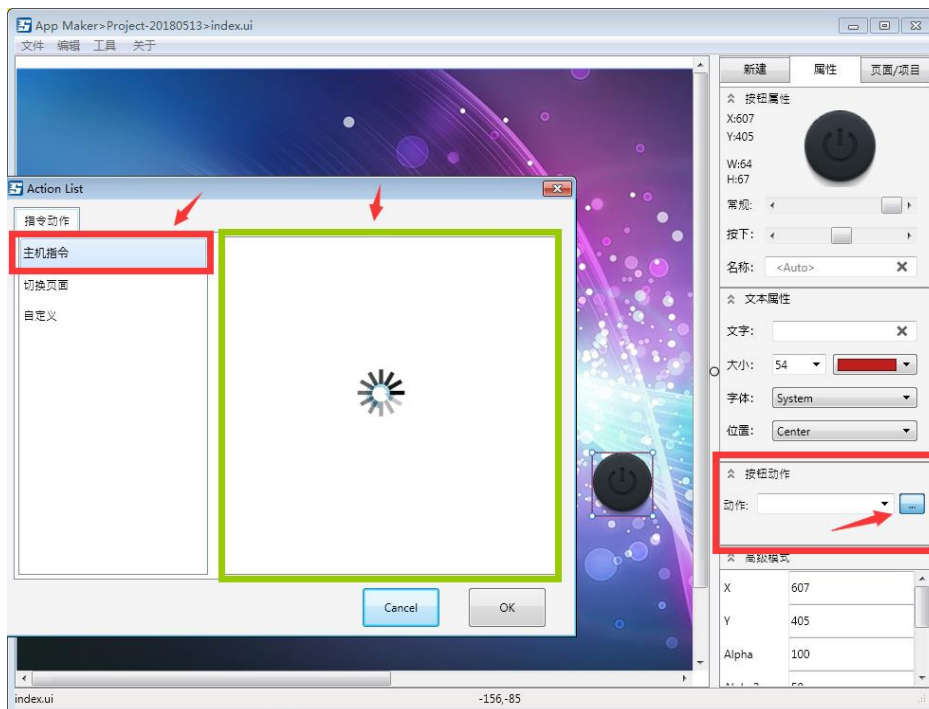 App Maker>Project-20180513>index.ui
文件 编辑 工具 关于
新建 属性 页面/项目
按钮属性
X:607
Y:405
W:64
H:67
常规:
按下:
名称: <Auto>
文本属性
文字:
大小: 54
字体: System
位置: Center
按钮动作
动作: ...
高级模式
X 607
Y 405
Alpha 100
Action List
指令动作
主机指令
切换页面
自定义
Cancel OK
index.ui -156,-85